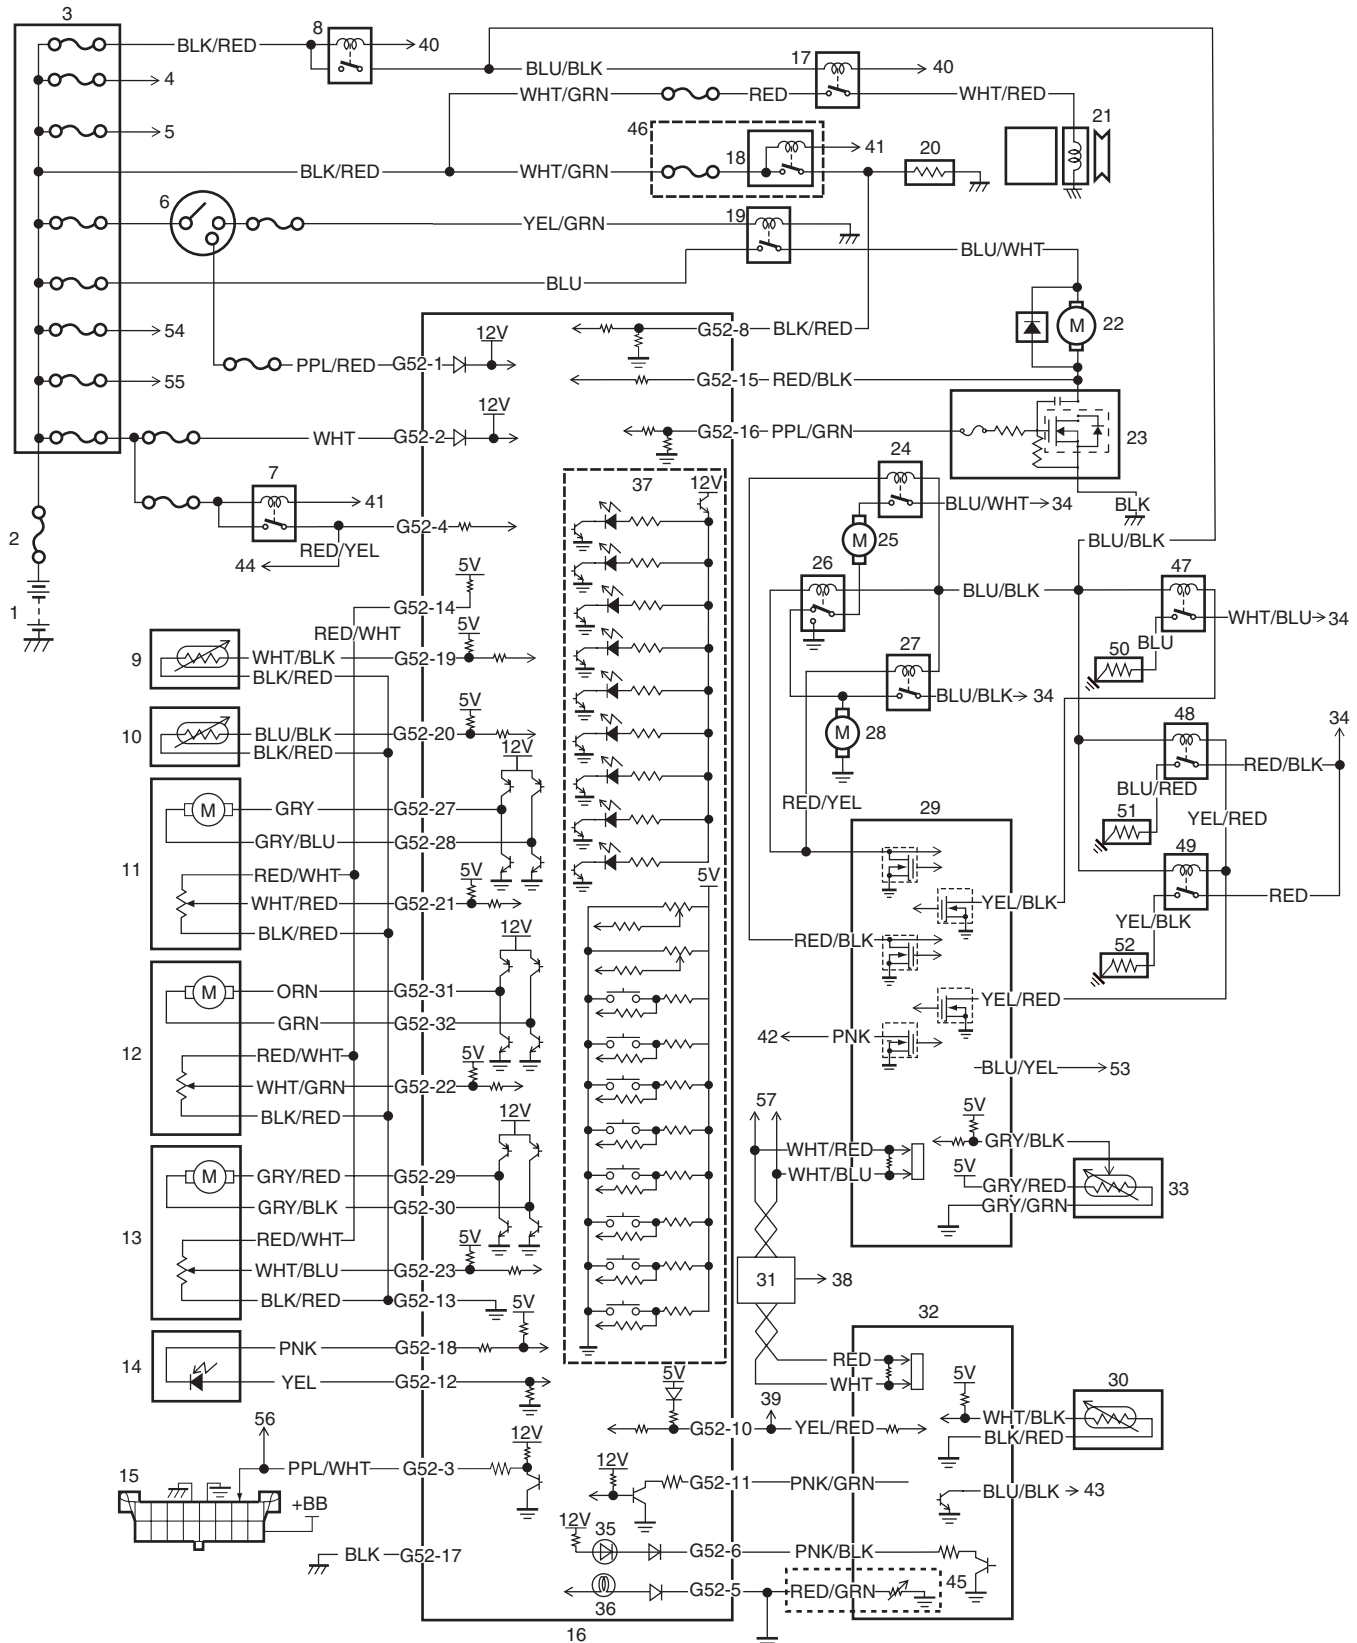 3
8
BLK/RED
40
BLU/BLK
17
40
4
WHT/GRN
RED
WHT/RED
5
46
41
20
21
BLK/RED
WHT/GRN
18
6
YEL/GRN
19
BLU/WHT
BLU
54
12V
G52-8
BLK/RED
M
22
PPL/RED
G52-1
55
G52-15
RED/BLK
12V
WHT
G52-2
G52-16
PPL/GRN
23
24
7
37
12V
41
BLU/WHT
34
BLK
2
G52-4
M
25
BLU/BLK
RED/YEL
44
5V
26
47
BLU/BLK
1
G52-14
WHT/BLU
34
RED/WHT
5V
BLU
50
27
9
WHT/BLK
G52-19
BLK/RED
5V
BLU/BLK
34
10
BLU/BLK
G52-20
M
28
48
34
BLK/RED
12V
RED/BLK
BLU/RED
M
GRY
G52-27
RED/YEL
29
51
YEL/RED
GRY/BLU
G52-28
49
11
RED/WHT
5V
5V
RED
WHT/RED
G52-21
YEL/BLK
YEL/BLK
BLK/RED
12V
RED/BLK
52
M
ORN
G52-31
YEL/RED
GRN
G52-32
42
PNK
12
RED/WHT
5V
BLU/YEL
53
WHT/GRN
G52-22
57
5V
BLK/RED
12V
GRY/BLK
WHT/RED
M
GRY/RED
G52-29
WHT/BLU
5V
GRY/RED
33
GRY/BLK
G52-30
GRY/GRN
13
RED/WHT
5V
WHT/BLU
G52-23
31
38
BLK/RED
G52-13
5V
32
14
PNK
G52-18
RED
5V
30
YEL
G52-12
WHT
5V
39
56
WHT/BLK
12V
G52-10
YEL/RED
BLK/RED
15
PPL/WHT
G52-3
12V
G52-11
PNK/GRN
BLU/BLK
43
+BB
12V
35
BLK
G52-17
G52-6
PNK/BLK
45
G52-5
RED/GRN
36
16